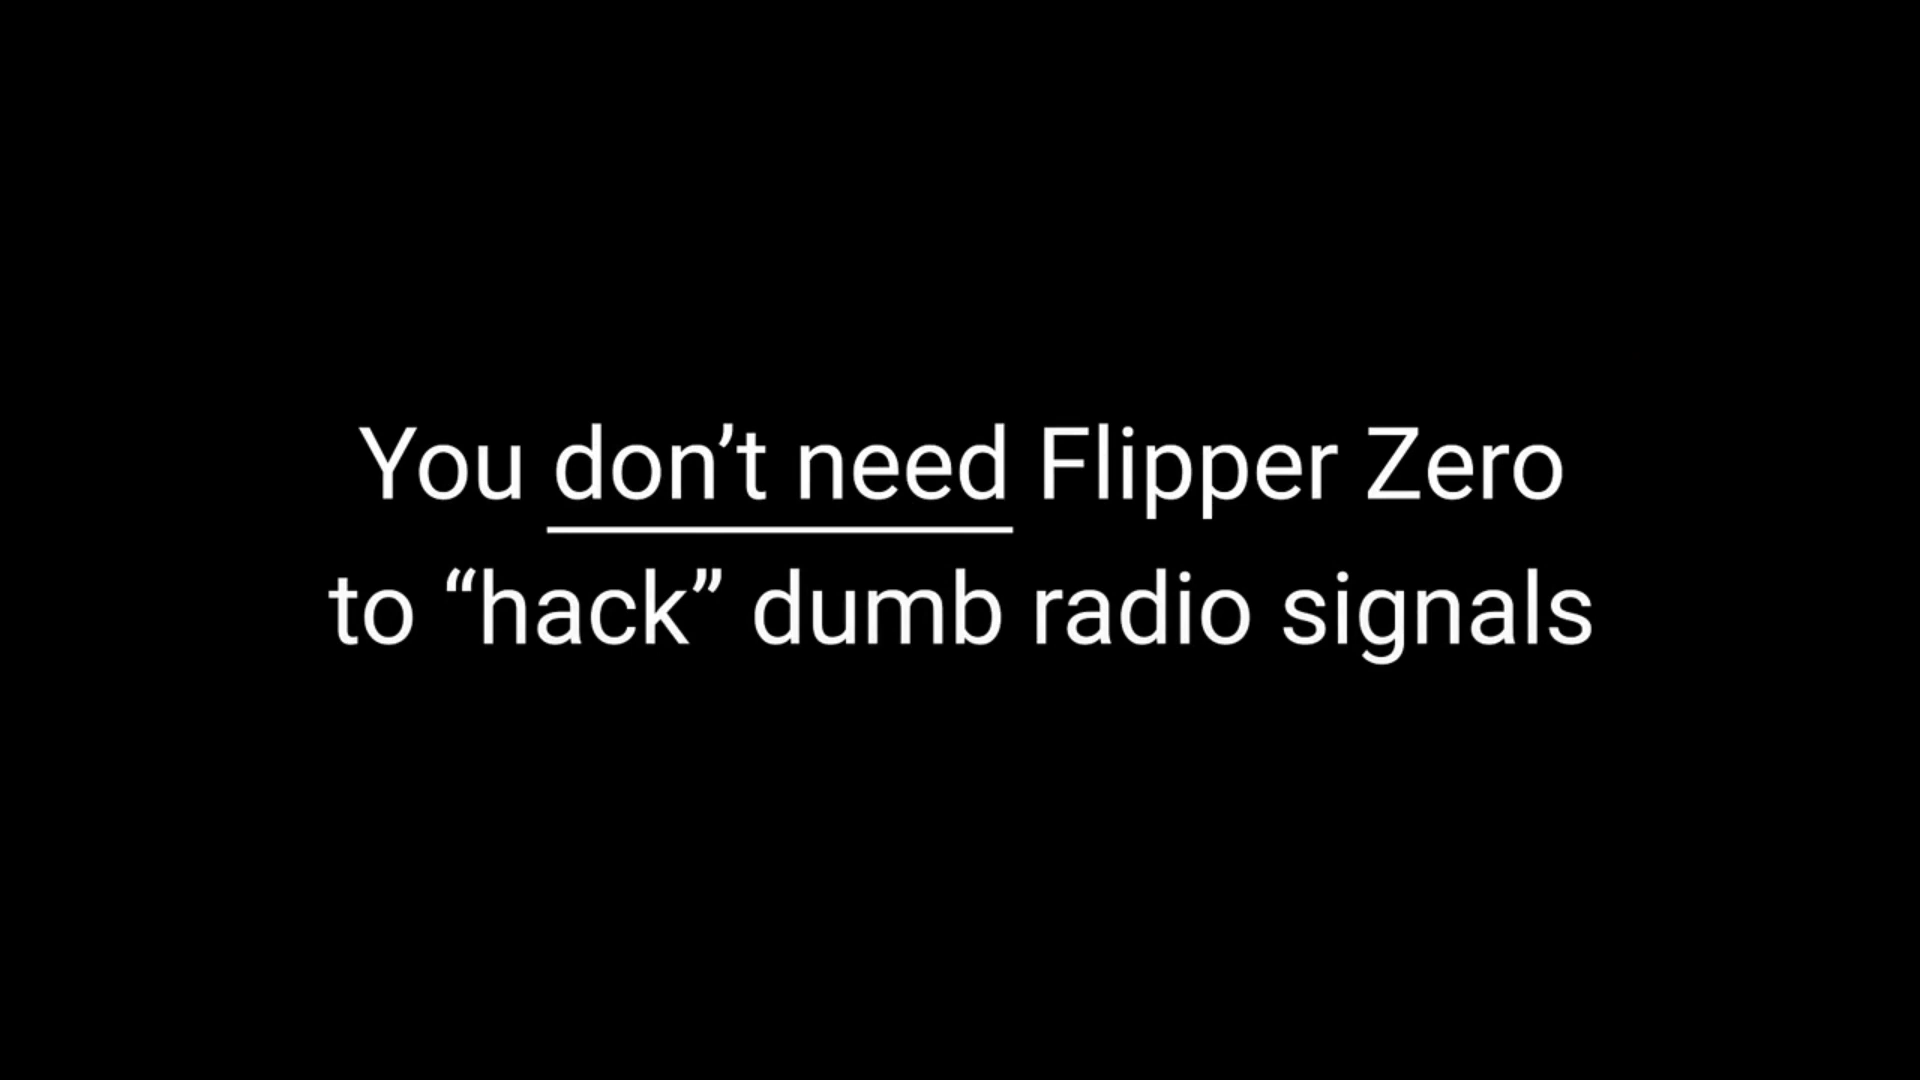 You don’t need Flipper Zero
to “hack” dumb radio signals